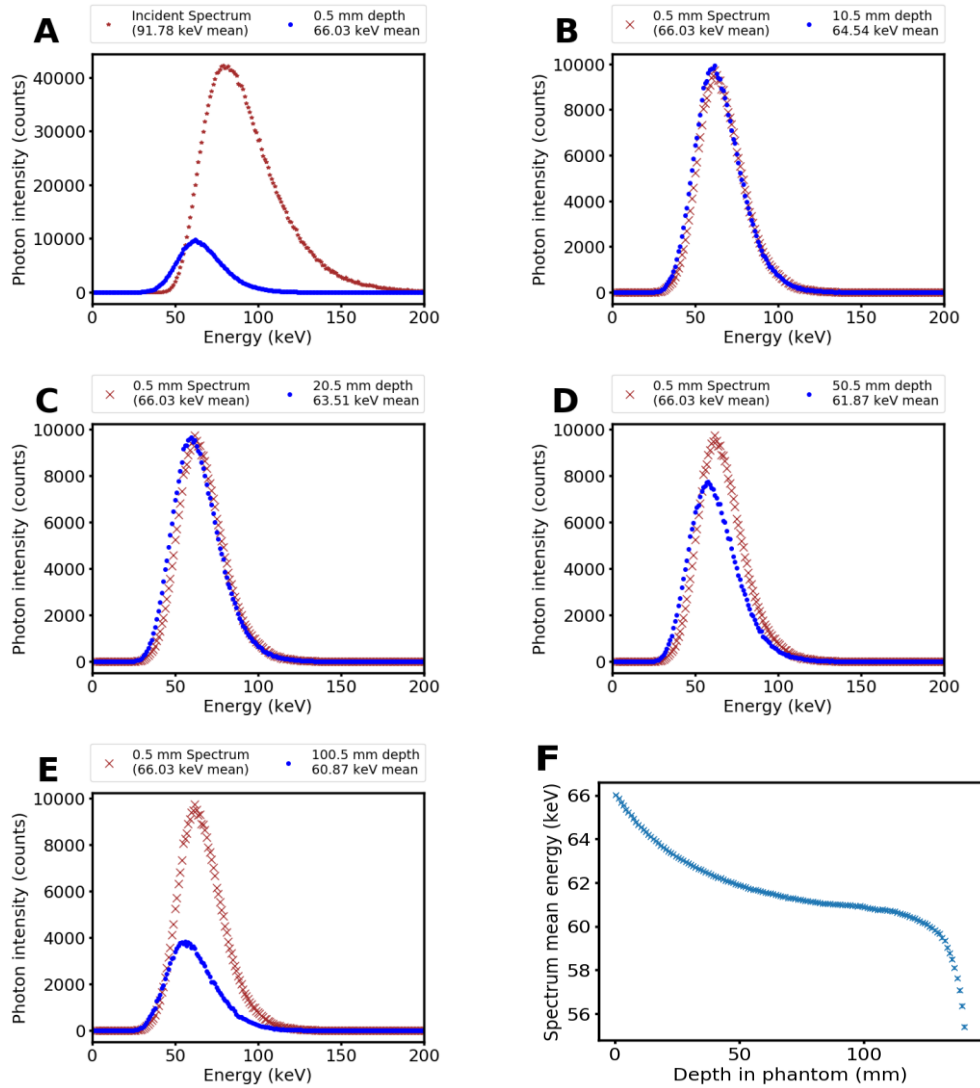 A
Incident Spectrum
(91.78 keV mean)
0.5 mm depth
66.03 keV mean
Photon intensity (counts)
40000
30000
20000
10000
0
0 50 100 150 200
Energy (keV)
B
0.5 mm Spectrum
(66.03 keV mean)
10.5 mm depth
64.54 keV mean
Photon intensity (counts)
10000
8000
6000
4000
2000
0
0 50 100 150 200
Energy (keV)
C
0.5 mm Spectrum
(66.03 keV mean)
20.5 mm depth
63.51 keV mean
Photon intensity (counts)
10000
8000
6000
4000
2000
0
0 50 100 150 200
Energy (keV)
D
0.5 mm Spectrum
(66.03 keV mean)
50.5 mm depth
61.87 keV mean
Photon intensity (counts)
10000
8000
6000
4000
2000
0
0 50 100 150 200
Energy (keV)
E
0.5 mm Spectrum
(66.03 keV mean)
100.5 mm depth
60.87 keV mean
Photon intensity (counts)
10000
8000
6000
4000
2000
0
0 50 100 150 200
Energy (keV)
F
Spectrum mean energy (keV)
66
64
62
60
58
56
0 50 100
Depth in phantom (mm)